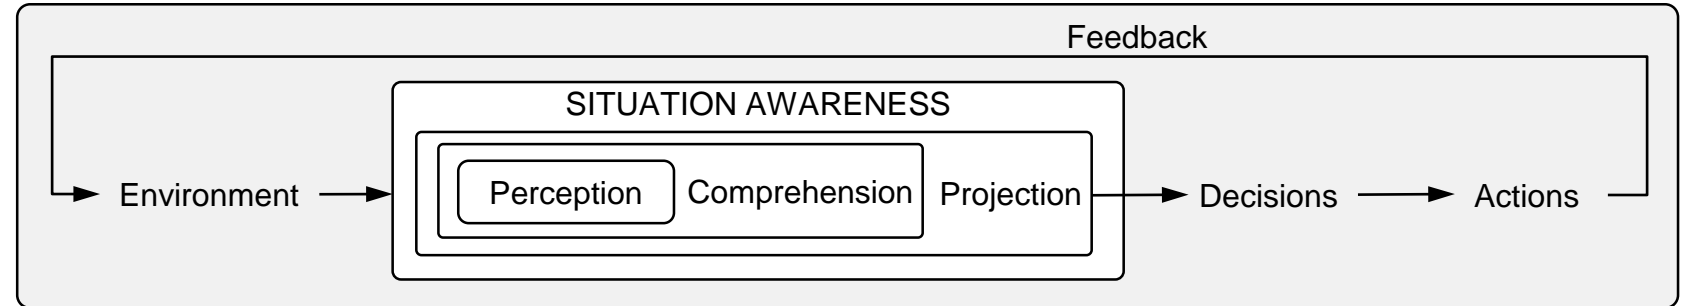 Feedback
SITUATION AWARENESS
Environment Perception Comprehension Projection Decisions Actions